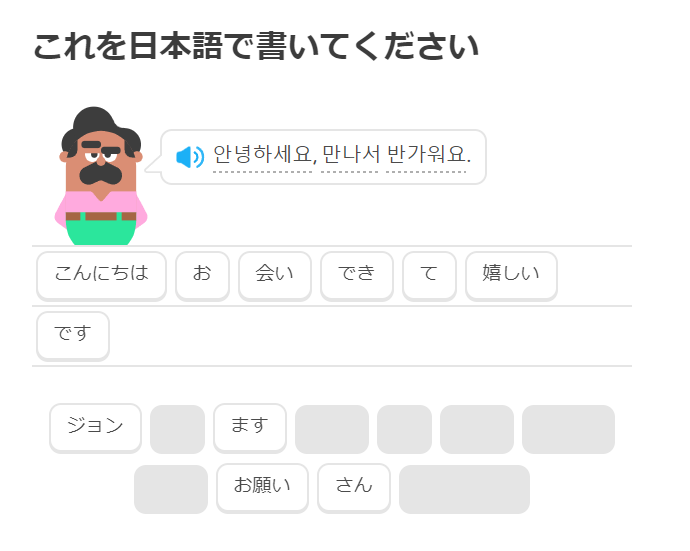 これを日本語で書いてください
안녕하세요, 만나서 반가워요.
こんにちは お 会い でき て 嬉しい
です
ジョン ます
お願い さん